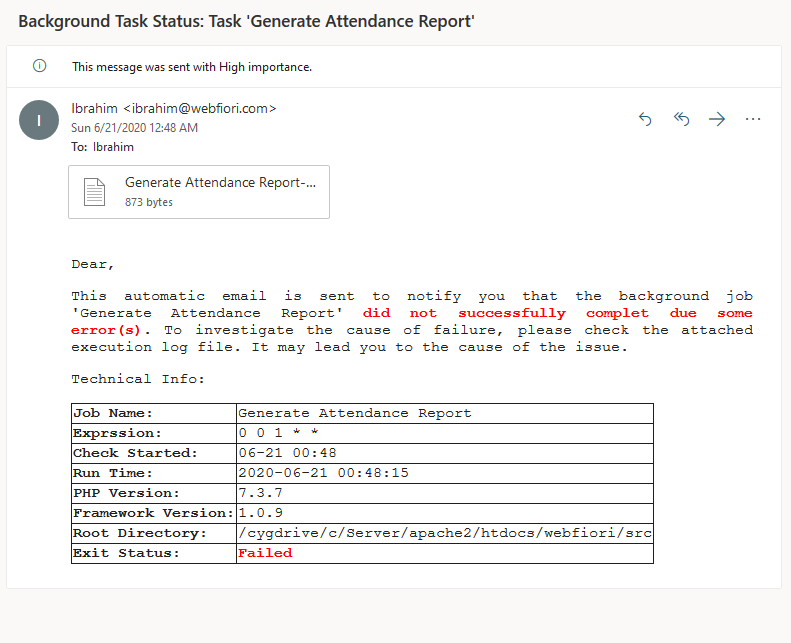 Background Task Status: Task 'Generate Attendance Report'
This message was sent with High importance.
I
Ibrahim <ibrahim@webfiori.com>
Sun 6/21/2020 12:48 AM
To: Ibrahim
Generate Attendance Report-...
873 bytes
Dear,
This automatic email is sent to notify you that the background job
'Generate Attendance Report' did not successfully complet due some
error(s). To investigate the cause of failure, please check the attached
execution log file. It may lead you to the cause of the issue.
Technical Info:
Job Name: Generate Attendance Report
Exprssion: 0 0 1 * *
Check Started: 06-21 00:48
Run Time: 2020-06-21 00:48:15
PHP Version: 7.3.7
Framework Version: 1.0.9
Root Directory: /cygdrive/c/Server/apache2/htdocs/webfiori/src
Exit Status: Failed